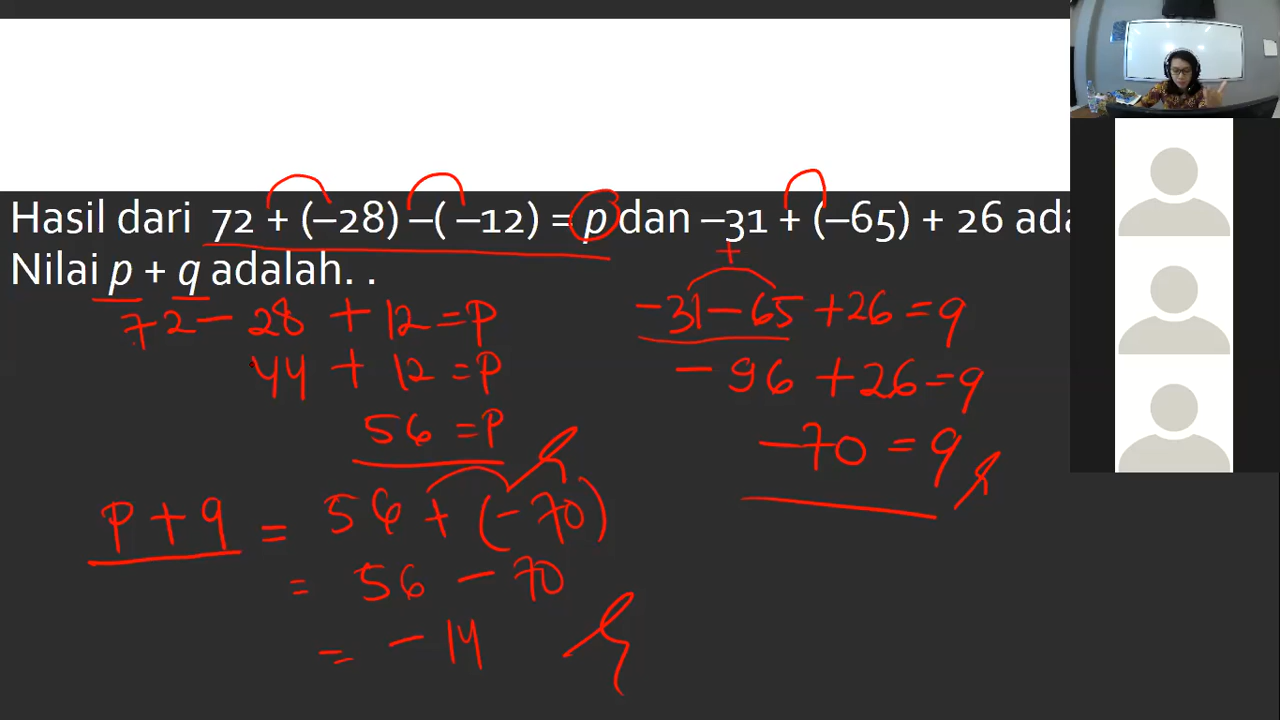 Hasil dari 72 + (–28) –( –12) = p dan –31 + (–65) + 26 ada
Nilai p + q adalah. .
72 – 28 + 12 = P
44 + 12 = P
56 = P
P + q = 56 + (– 70)
= 56 – 70
= – 14
+
– 31 – 65 + 26 = q
– 96 + 26 = q
– 70 = q